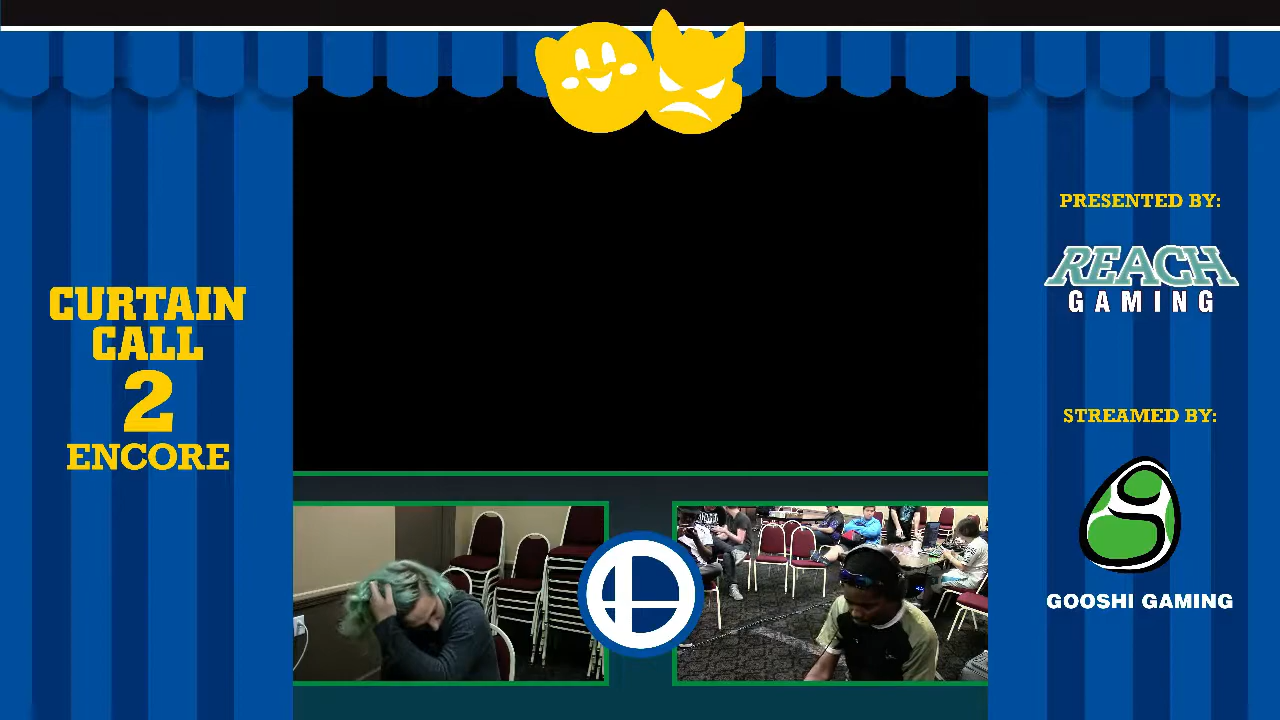 CURTAIN
CALL
2
ENCORE
PRESENTED BY:
REACH
GAMING
STREAMED BY:
GOOSHI GAMING